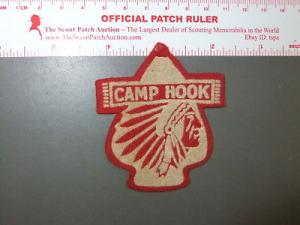 OFFICIAL PATCH RULER
The Scout Patch Auction, is the Largest Dealer of Scouting Memorabilia in the World
www.TheScoutPatchAuction.com Ebay ID: tspa
CAMP HOOK